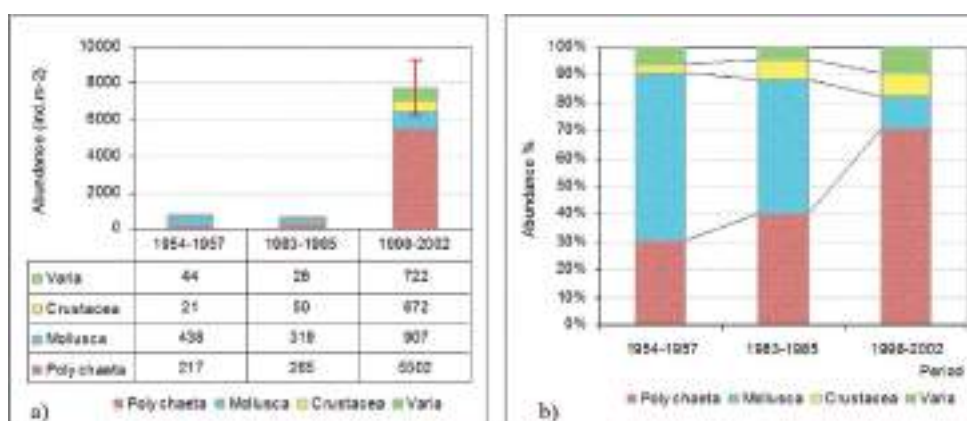 10000
8000
6000
4000
2000
0
Abundance (ind.m-2)
1954-1957 1983-1985 1998-2002
Varia 44 28 722
Crustacea 21 50 672
Mollusca 438 318 907
Polychaeta 217 265 5502
Polychaeta Mollusca Crustacea Varia
a)
100%
90%
80%
70%
60%
50%
40%
30%
20%
10%
0%
Abundance %
1954-1957 1983-1985 1998-2002
Period
Polychaeta Mollusca Crustacea Varia
b)